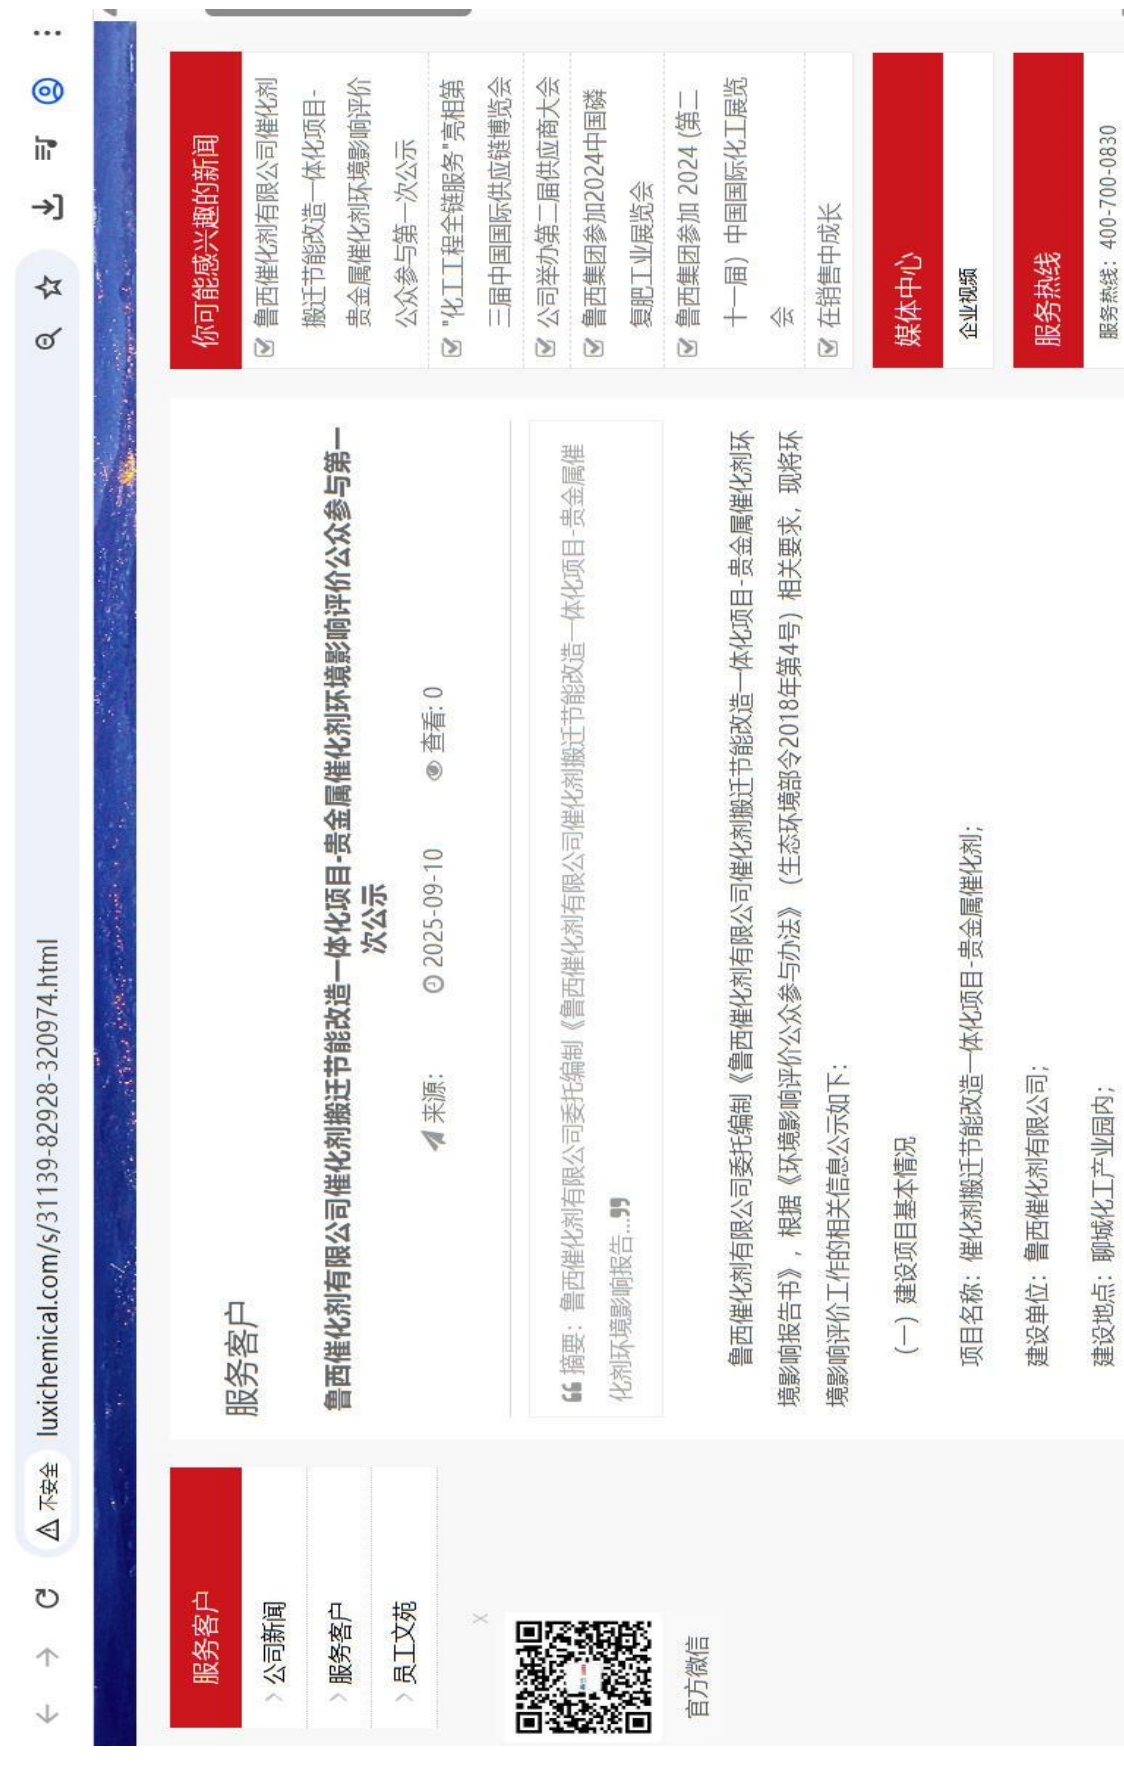 不安全 luxichemical.com/s/31139-82928-320974.html
服务客户
公司新闻
服务客户
员工文苑
X
官方微信
服务客户
鲁西催化剂有限公司催化剂搬迁节能改造一体化项目-贵金属催化剂环境影响评价公众参与第一
次公示
来源:
2025-09-10
查看: 0
摘要：鲁西催化剂有限公司委托编制《鲁西催化剂有限公司催化剂搬迁节能改造一体化项目-贵金属催
化剂环境影响报告...
鲁西催化剂有限公司委托编制《鲁西催化剂有限公司催化剂搬迁节能改造一体化项目-贵金属催化剂环
境影响报告书》，根据《环境影响评价公众参与办法》（生态环境部令2018年第4号）相关要求，现将环
境影响评价工作的相关信息公示如下：
（一）建设项目基本情况
项目名称：催化剂搬迁节能改造一体化项目-贵金属催化剂；
建设单位：鲁西催化剂有限公司；
建设地点：聊城化工产业园内；
你可能感兴趣的新闻
鲁西催化剂有限公司催化剂
搬迁节能改造一体化项目-
贵金属催化剂环境影响评价
公众参与第一次公示
"化工工程全链服务"亮相第
三届中国国际供应链博览会
公司举办第二届供应商大会
鲁西集团参加2024中国磷
复肥工业展览会
鲁西集团参加 2024 (第二
十一届）中国国际化工展览
会
在销售中成长
媒体中心
企业视频
服务热线
服务热线：400-700-0830